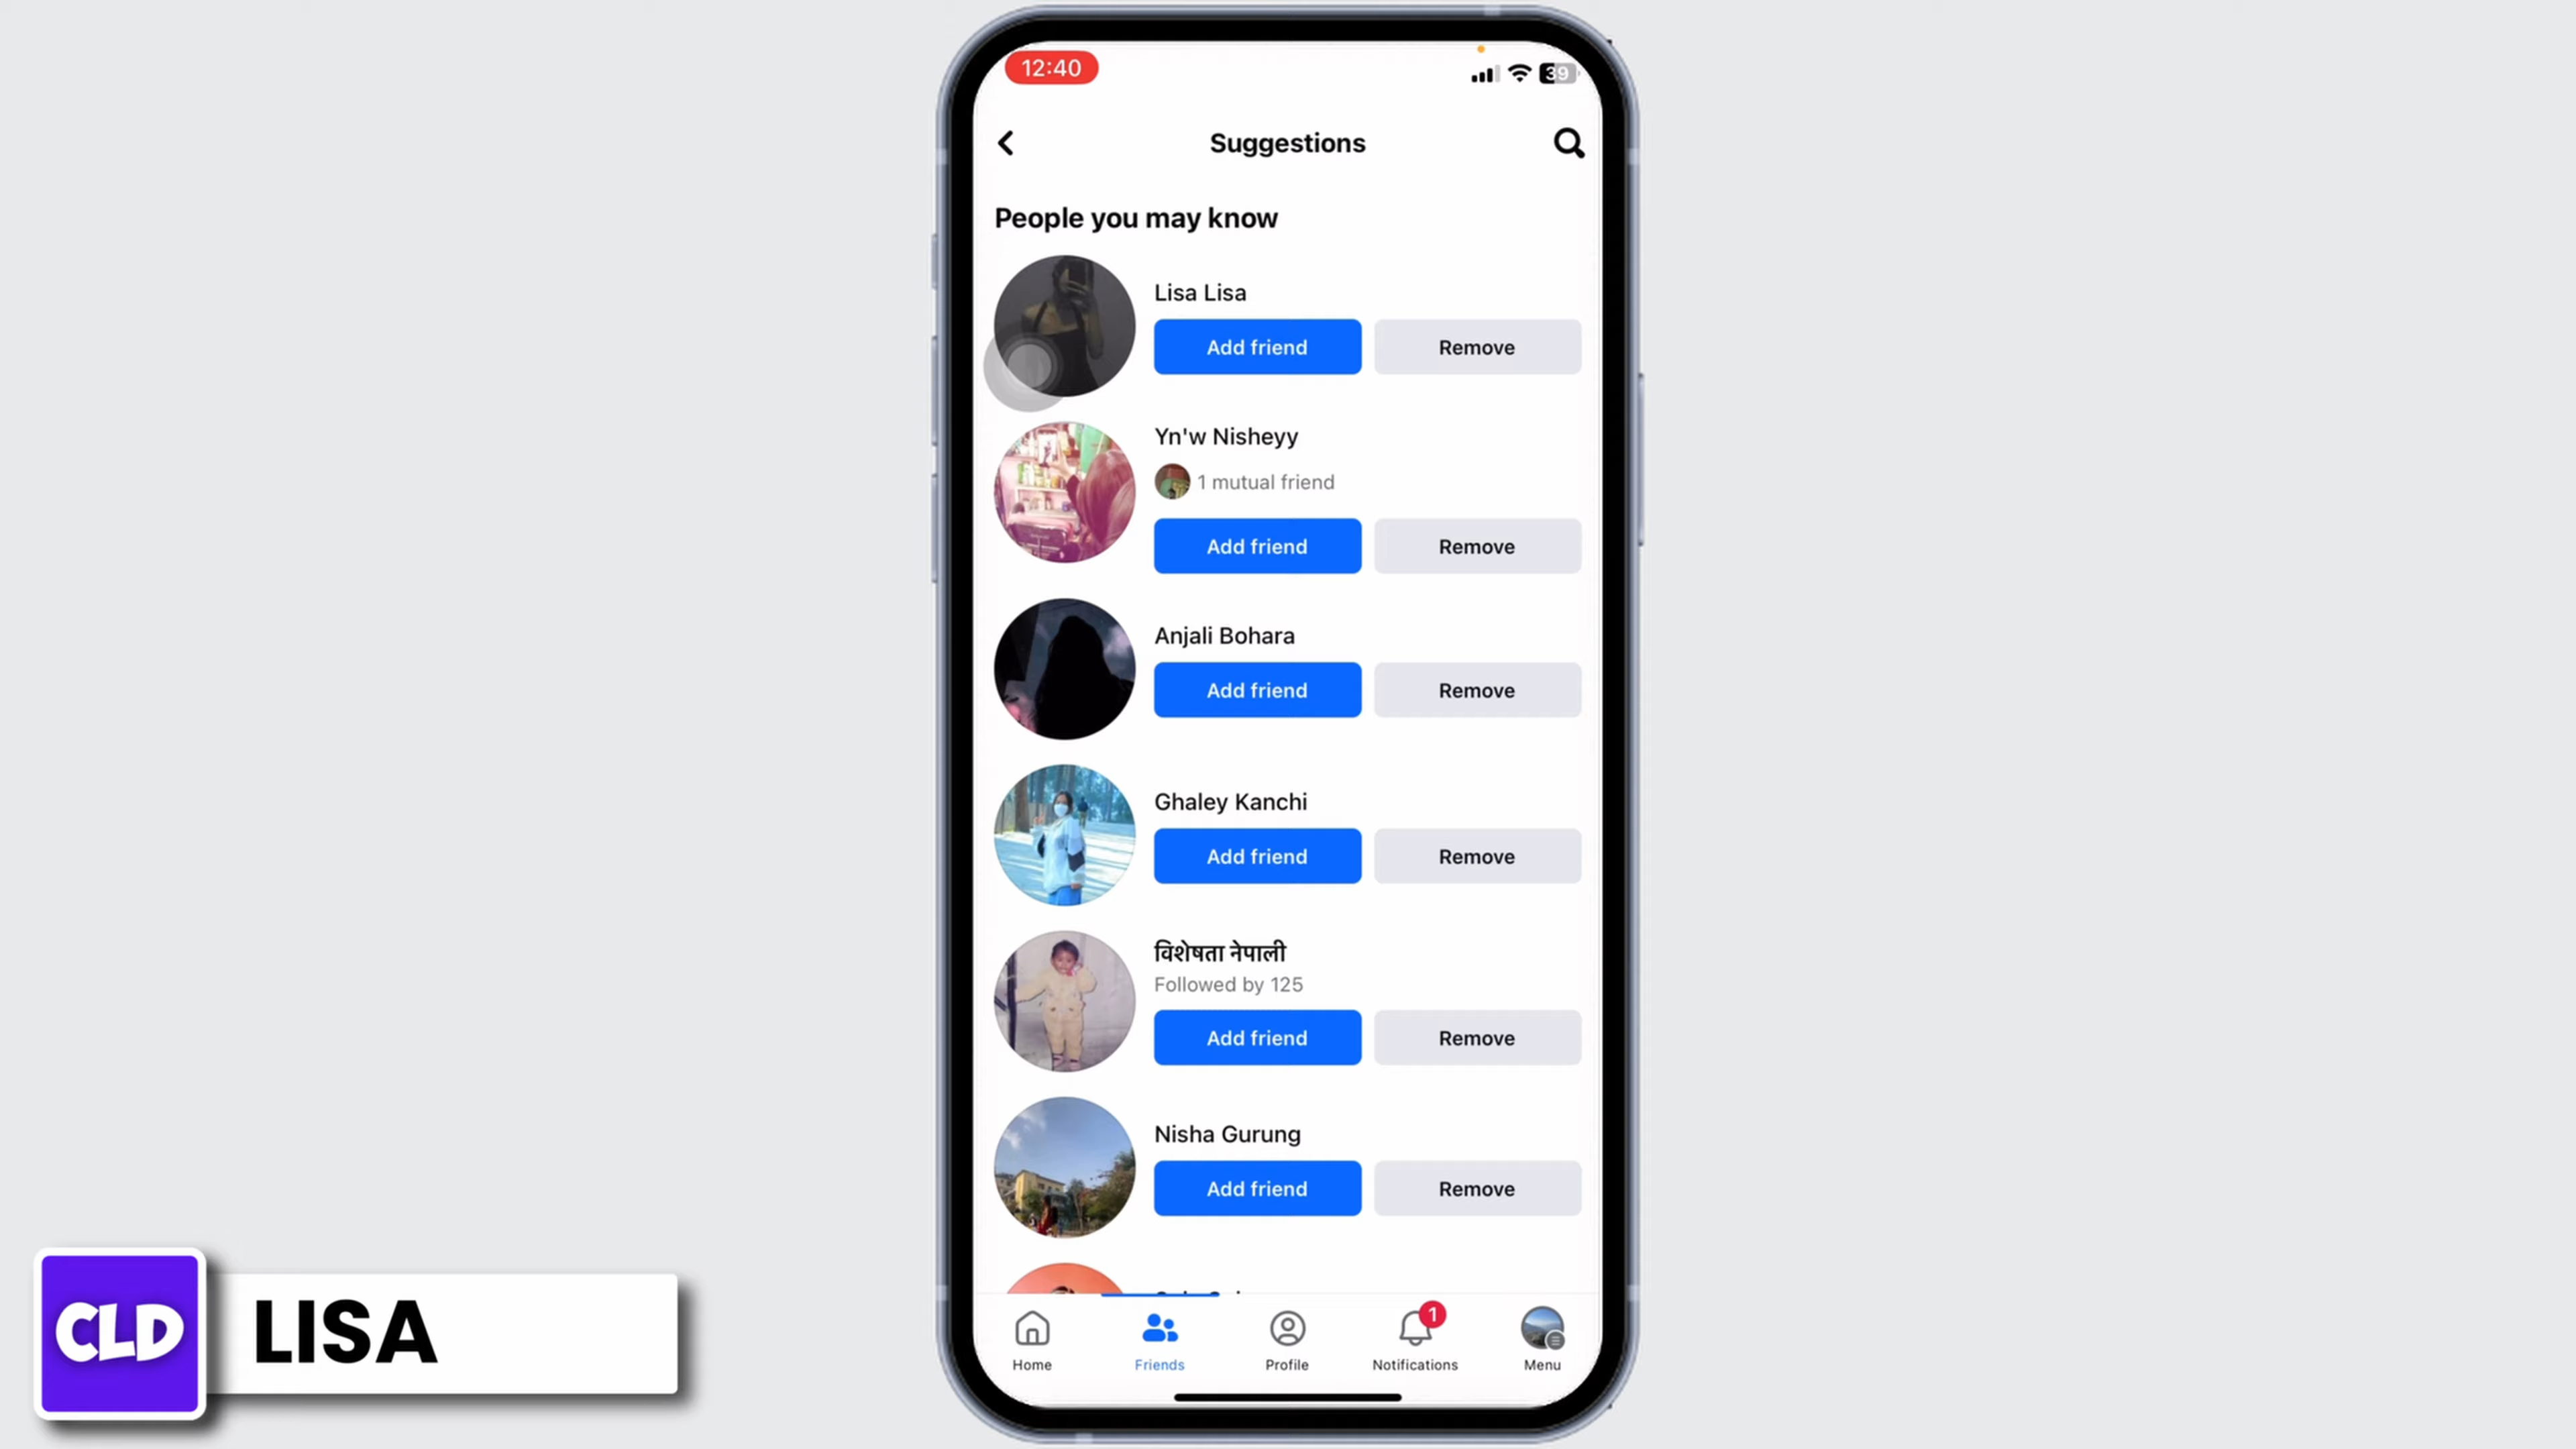 12:40
39
Suggestions
People you may know
Lisa Lisa
Add friend Remove
Yn'w Nisheyy
1 mutual friend
Add friend Remove
Anjali Bohara
Add friend Remove
Ghaley Kanchi
Add friend Remove
विशेषता नेपाली
Followed by 125
Add friend Remove
Nisha Gurung
Add friend Remove
1
Home Friends Profile Notifications Menu
CLD
LISA